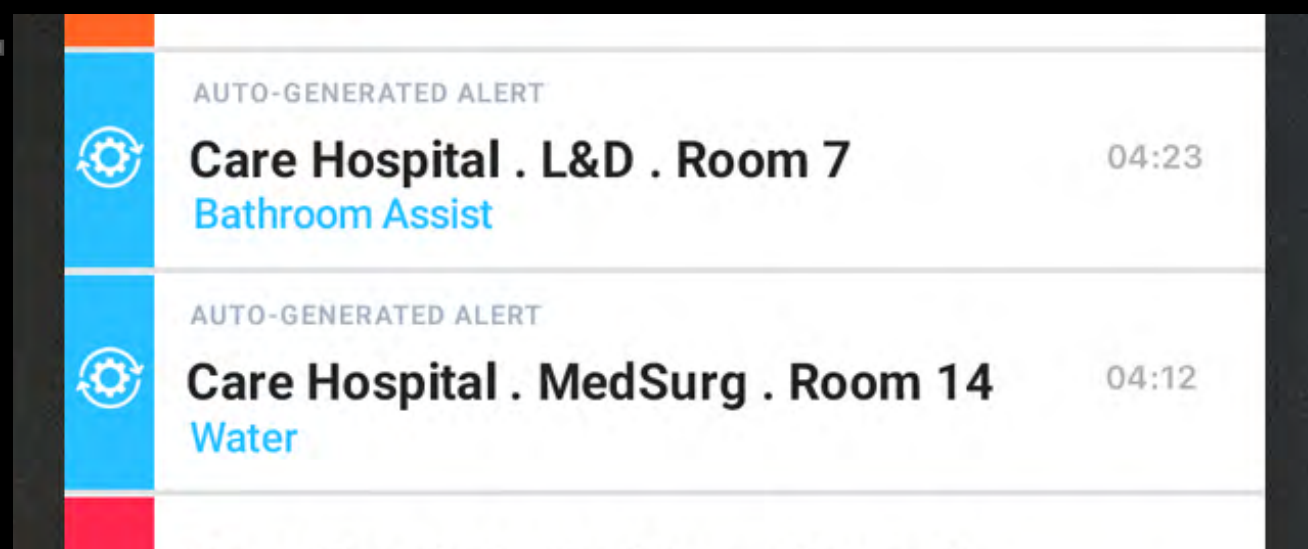 AUTO-GENERATED ALERT
Care Hospital . L&D . Room 7
04:23
Bathroom Assist
AUTO-GENERATED ALERT
Care Hospital . MedSurg . Room 14
04:12
Water